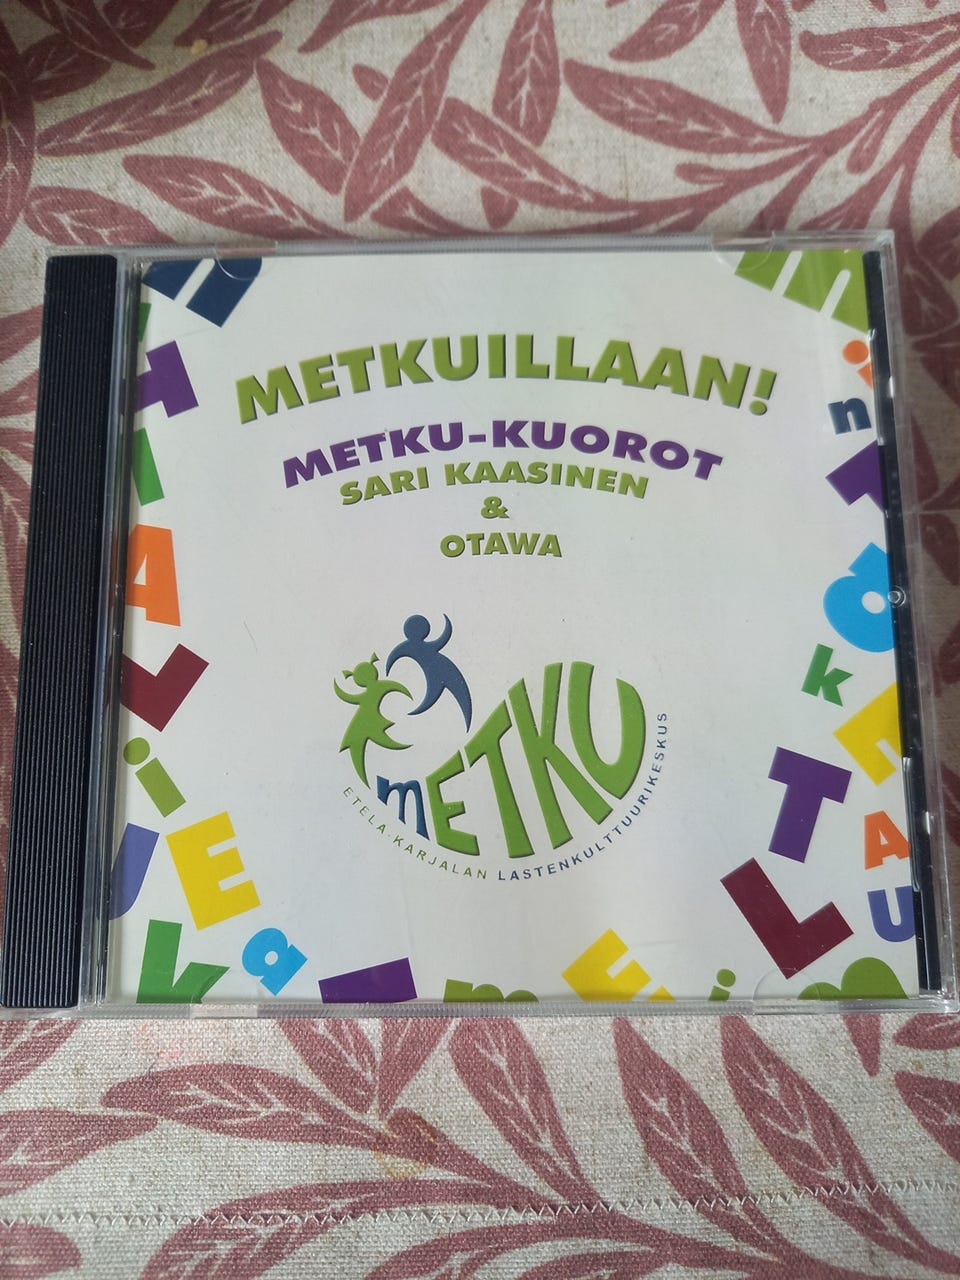 METKUILLAAN!
METKU-KUOROT
SARI KAASINEN
&
OTAWA
mETKU
ETELÄ-KARJALAN LASTENKULTTUURIKESKUS